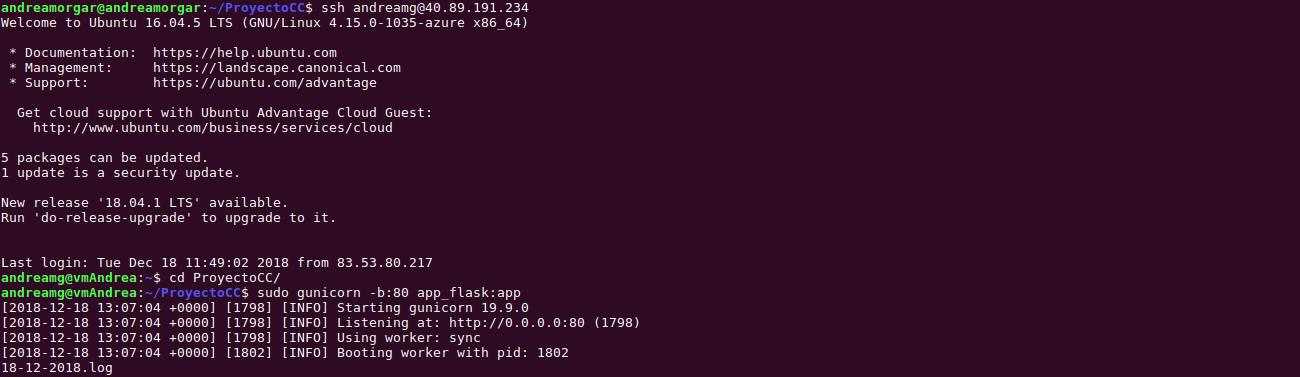 andreamorgar@andreamorgar:~/ProyectoCC$ ssh andreamg@40.89.191.234
Welcome to Ubuntu 16.04.5 LTS (GNU/Linux 4.15.0-1035-azure x86_64)
* Documentation:  https://help.ubuntu.com
* Management:     https://landscape.canonical.com
* Support:        https://ubuntu.com/advantage
Get cloud support with Ubuntu Advantage Cloud Guest:
http://www.ubuntu.com/business/services/cloud
5 packages can be updated.
1 update is a security update.
New release '18.04.1 LTS' available.
Run 'do-release-upgrade' to upgrade to it.
Last login: Tue Dec 18 11:49:02 2018 from 83.53.80.217
andreamg@vmAndrea:~$ cd ProyectoCC/
andreamg@vmAndrea:~/ProyectoCC$ sudo gunicorn -b:80 app_flask:app
[2018-12-18 13:07:04 +0000] [1798] [INFO] Starting gunicorn 19.9.0
[2018-12-18 13:07:04 +0000] [1798] [INFO] Listening at: http://0.0.0.0:80 (1798)
[2018-12-18 13:07:04 +0000] [1798] [INFO] Using worker: sync
[2018-12-18 13:07:04 +0000] [1802] [INFO] Booting worker with pid: 1802
18-12-2018.log